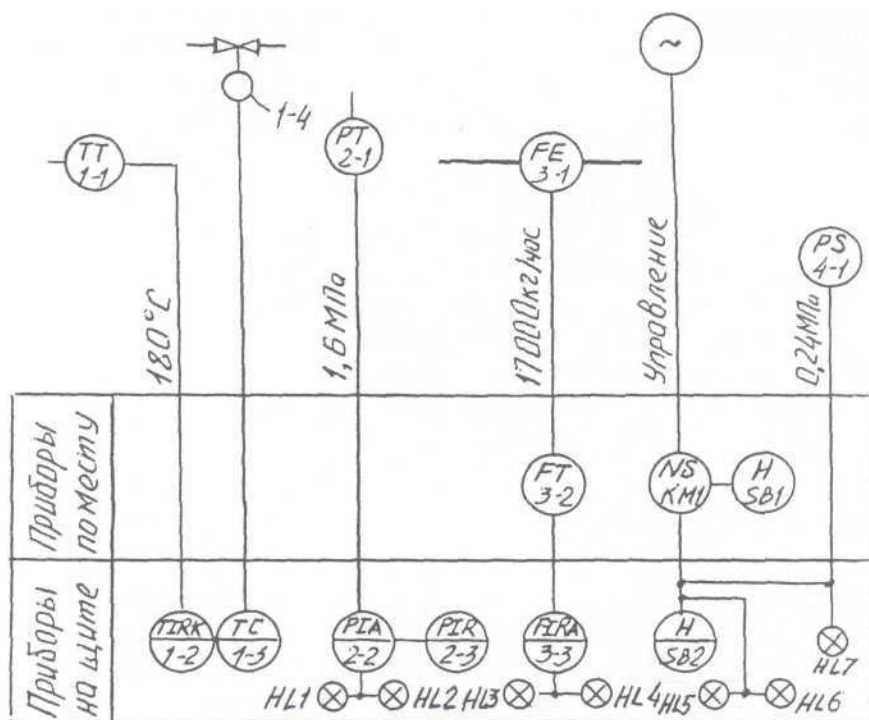 ~
1-4
TT
1-1
PT
2-1
FE
3-1
PS
4-1
180°C
1,6 МПа
17000кг/час
Управление
0,24МПа
Приборы
по месту
FT
3-2
NS
KM1
H
SB1
Приборы
на щите
TIRK
1-2
TC
1-3
PIA
2-2
PIR
2-3
FIRA
3-3
H
SB2
HL7
HL1
HL2
HL3
HL4
HL5
HL6